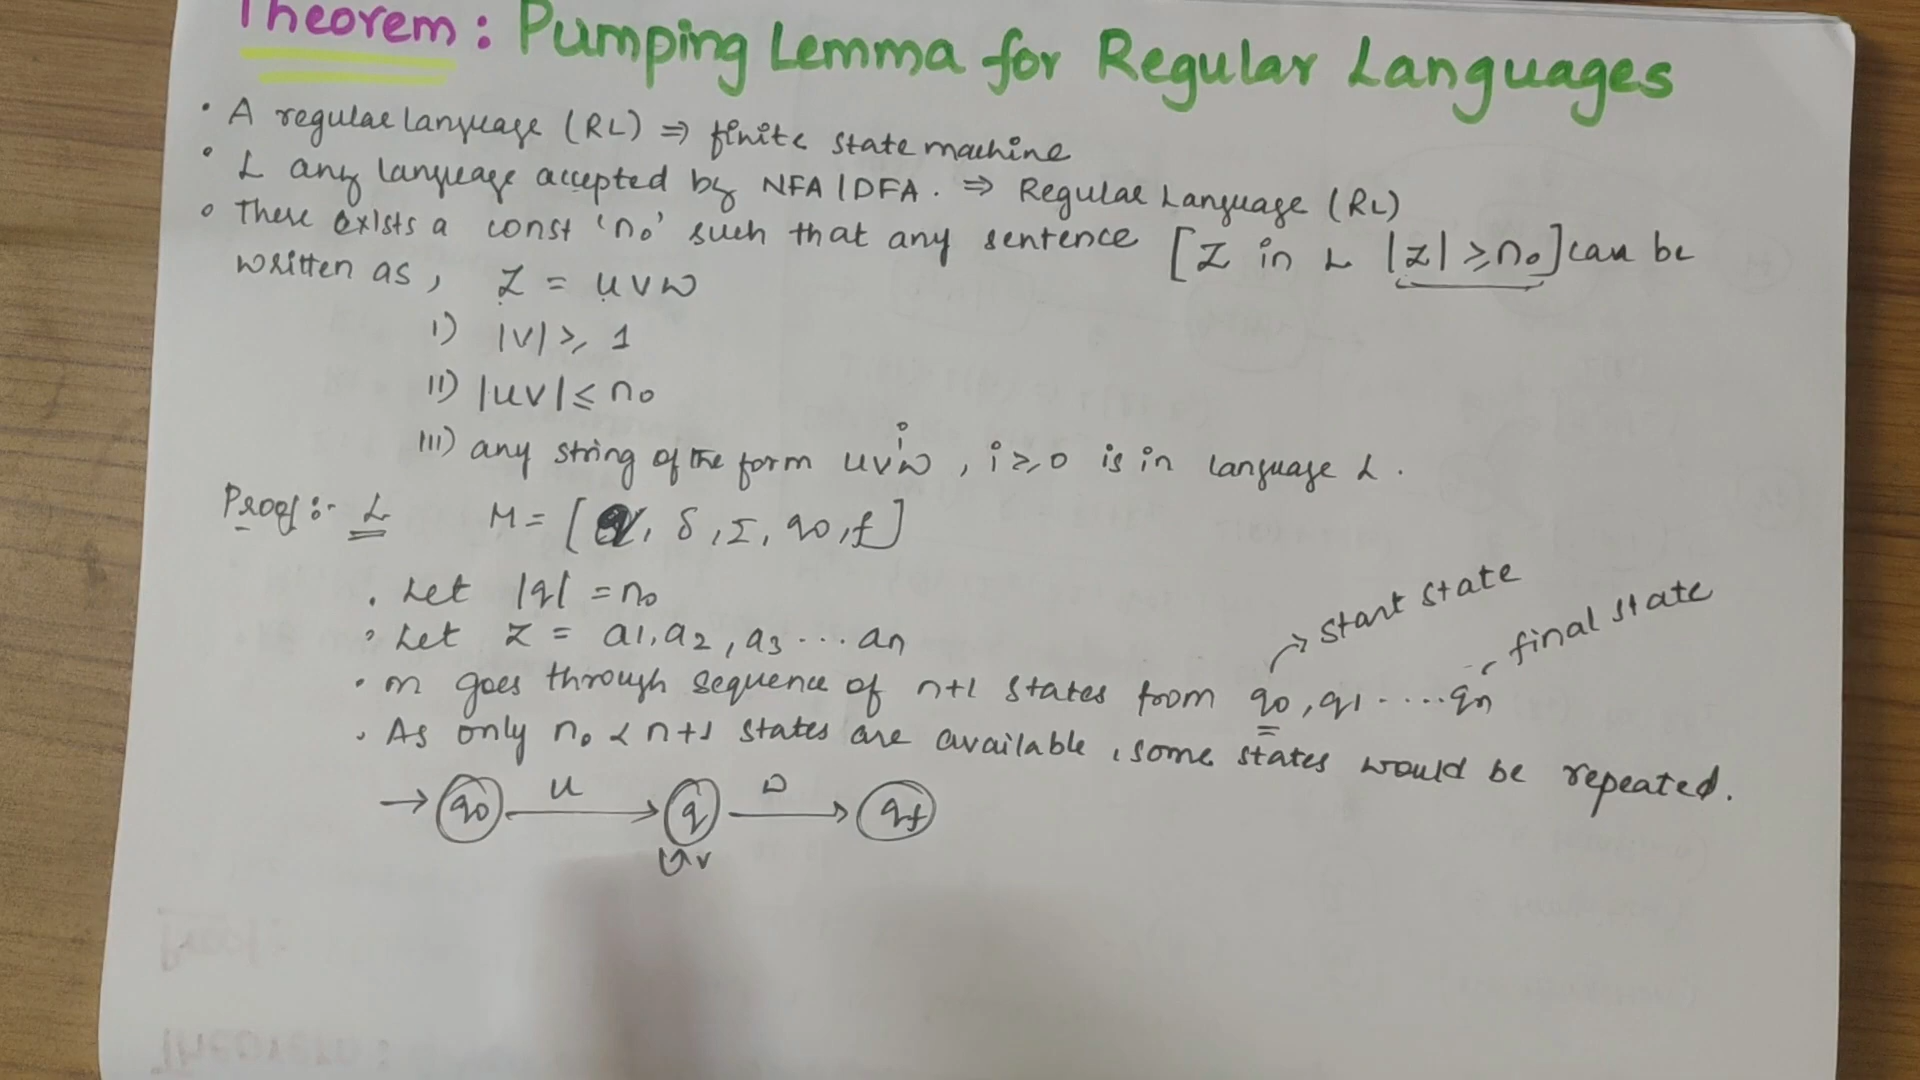 Theorem: Pumping Lemma for Regular Languages
• A regular language (RL) ⇒ finite state machine
• L any language accepted by NFA/DFA. ⇒ Regular Language (RL)
• There exists a const 'n₀' such that any sentence [Z in L |z| ≥ n₀] can be
written as, Z = uvw
i) |v| ≥ 1
ii) |uv| ≤ n₀
iii) any string of the form uvⁱw, i ≥ 0 is in language L.
Proof :- L M = [q, δ, Σ, q₀, f]
• Let |q| = n₀
• Let z = a1, a2, a3 ... an
start state
final state
• m goes through sequence of n+1 states from q₀, q₁ ..... qn
• As only n₀ < n+1 states are available, some states would be repeated.
→ q₀ u → q w → qf
v